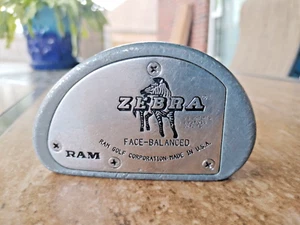 ZEBRA
FACE-BALANCED
RAM GOLF CORPORATION-MADE IN U.S.A.
RAM